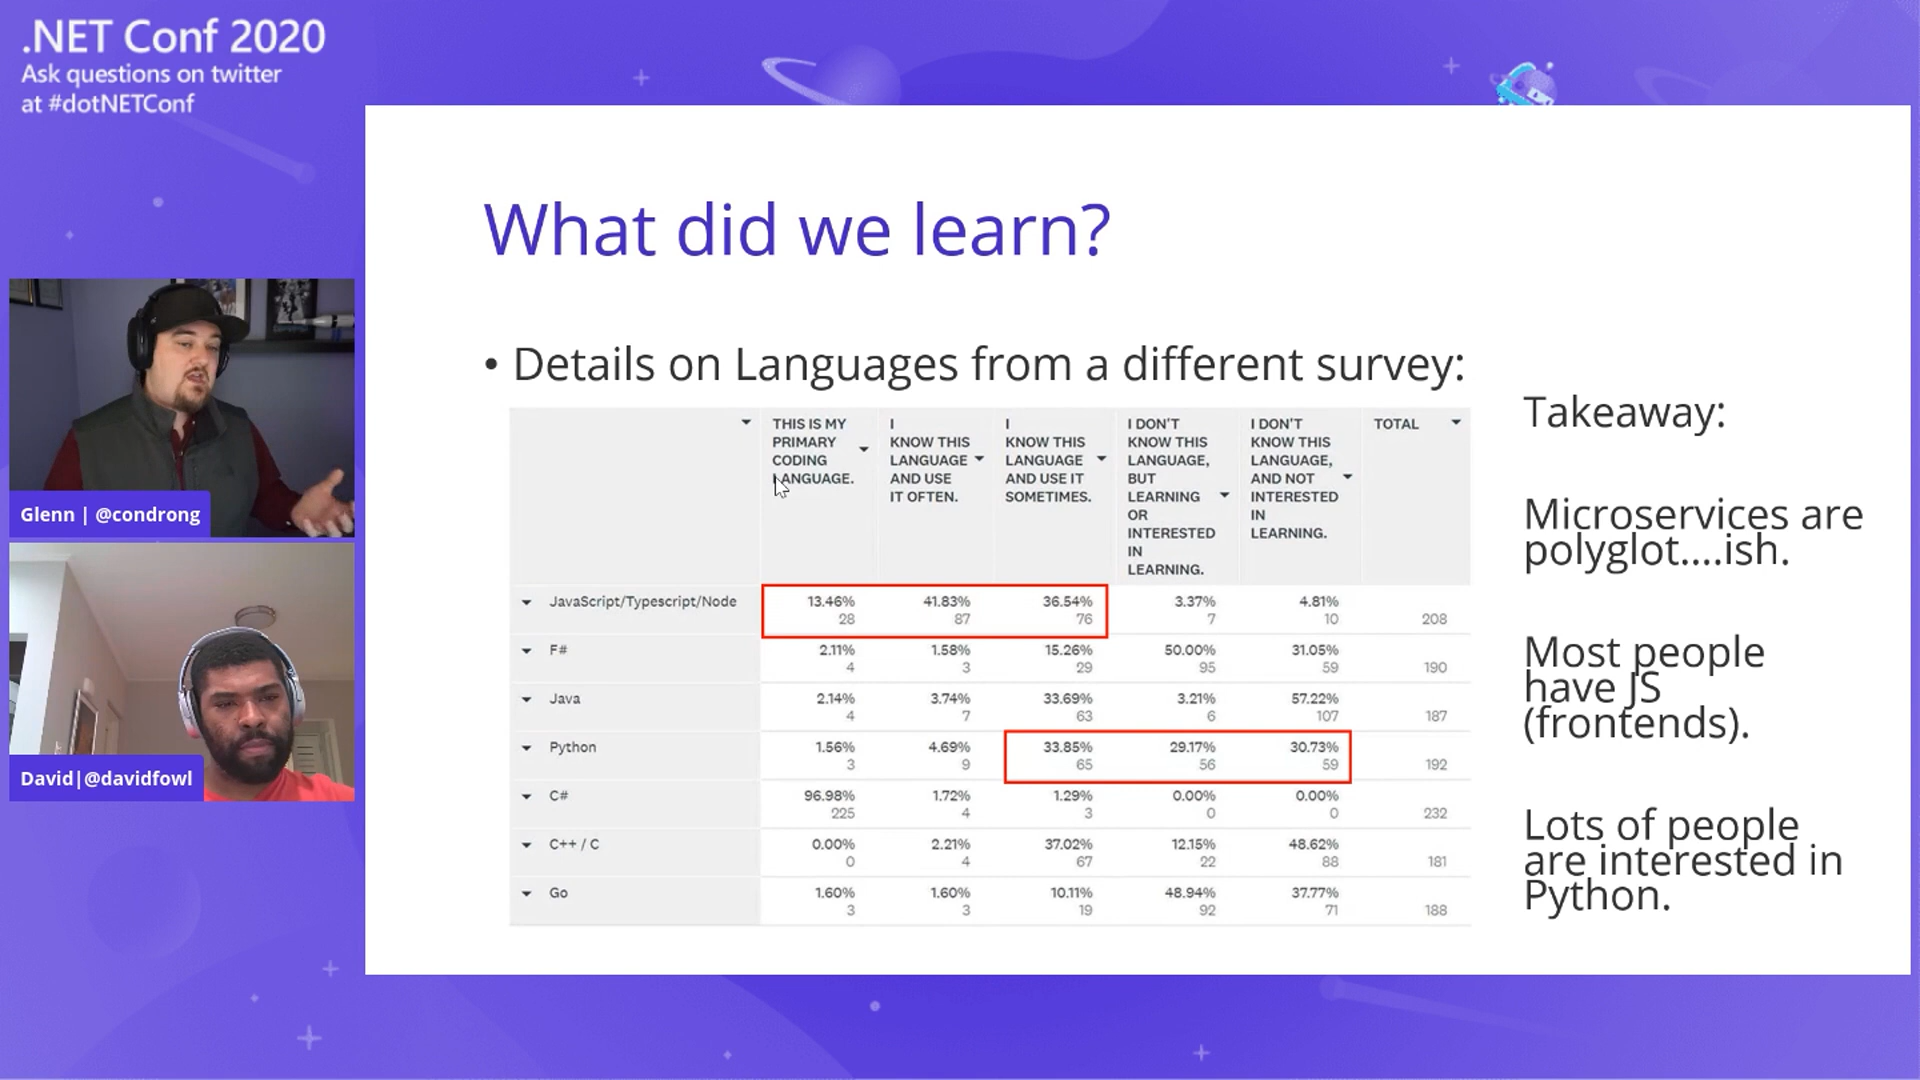 .NET Conf 2020
Ask questions on twitter
at #dotNETConf
Glenn | @condrong
David|@davidfowl
What did we learn?
• Details on Languages from a different survey:
THIS IS MY PRIMARY CODING LANGUAGE. I KNOW THIS LANGUAGE AND USE IT OFTEN. I KNOW THIS LANGUAGE AND USE IT SOMETIMES. I DON'T KNOW THIS LANGUAGE, BUT LEARNING OR INTERESTED IN LEARNING. I DON'T KNOW THIS LANGUAGE, AND NOT INTERESTED IN LEARNING. TOTAL
JavaScript/Typescript/Node 13.46% 41.83% 36.54% 3.37% 4.81%
28 87 76 7 10 208
F# 2.11% 1.58% 15.26% 50.00% 31.05%
4 3 29 95 59 190
Java 2.14% 3.74% 33.69% 3.21% 57.22%
4 7 63 6 107 187
Python 1.56% 4.69% 33.85% 29.17% 30.73%
3 9 65 56 59 192
C# 96.98% 1.72% 1.29% 0.00% 0.00%
225 4 3 0 0 232
C++ / C 0.00% 2.21% 37.02% 12.15% 48.62%
0 4 67 22 88 181
Go 1.60% 1.60% 10.11% 48.94% 37.77%
3 3 19 92 71 188
Takeaway:
Microservices are
polyglot....ish.
Most people
have JS
(frontends).
Lots of people
are interested in
Python.